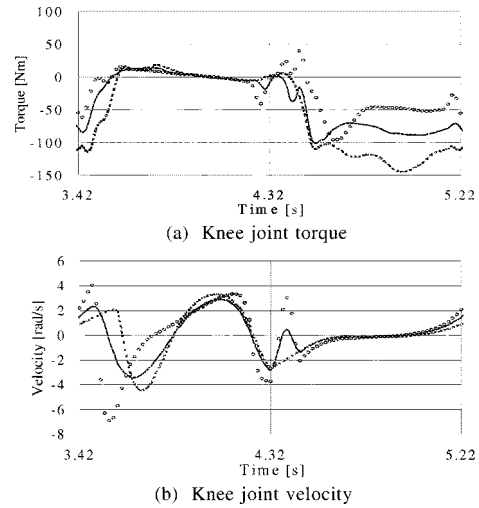 (a)
100
50
0
-50
-100
-150
Torque [Nm]
3.42
4.32
5.22
Time [s]
(a) Knee joint torque
6
4
2
0
-2
-4
-6
-8
Velocity [rad/s]
3.42
4.32
5.22
Time [s]
(b) Knee joint velocity